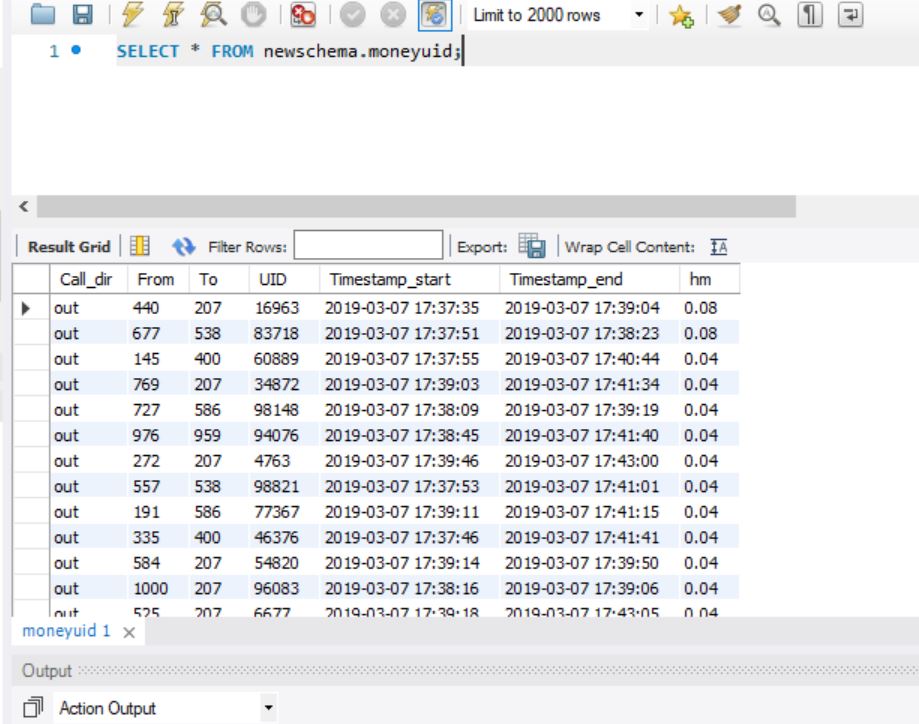 Limit to 2000 rows
1 SELECT * FROM newschema.moneyuid;
Result Grid Filter Rows: Export: Wrap Cell Content:
Call_dir From To UID Timestamp_start Timestamp_end hm
out 440 207 16963 2019-03-07 17:37:35 2019-03-07 17:39:04 0.08
out 677 538 83718 2019-03-07 17:37:51 2019-03-07 17:38:23 0.08
out 145 400 60889 2019-03-07 17:37:55 2019-03-07 17:40:44 0.04
out 769 207 34872 2019-03-07 17:39:03 2019-03-07 17:41:34 0.04
out 727 586 98148 2019-03-07 17:38:09 2019-03-07 17:39:19 0.04
out 976 959 94076 2019-03-07 17:38:45 2019-03-07 17:41:40 0.04
out 272 207 4763 2019-03-07 17:39:46 2019-03-07 17:43:00 0.04
out 557 538 98821 2019-03-07 17:37:53 2019-03-07 17:41:01 0.04
out 191 586 77367 2019-03-07 17:39:11 2019-03-07 17:41:15 0.04
out 335 400 46376 2019-03-07 17:37:46 2019-03-07 17:41:41 0.04
out 584 207 54820 2019-03-07 17:39:14 2019-03-07 17:39:50 0.04
out 1000 207 96083 2019-03-07 17:38:16 2019-03-07 17:39:06 0.04
out 525 207 6677 2019-03-07 17:39:18 2019-03-07 17:43:05 0.04
moneyuid 1
Output
Action Output